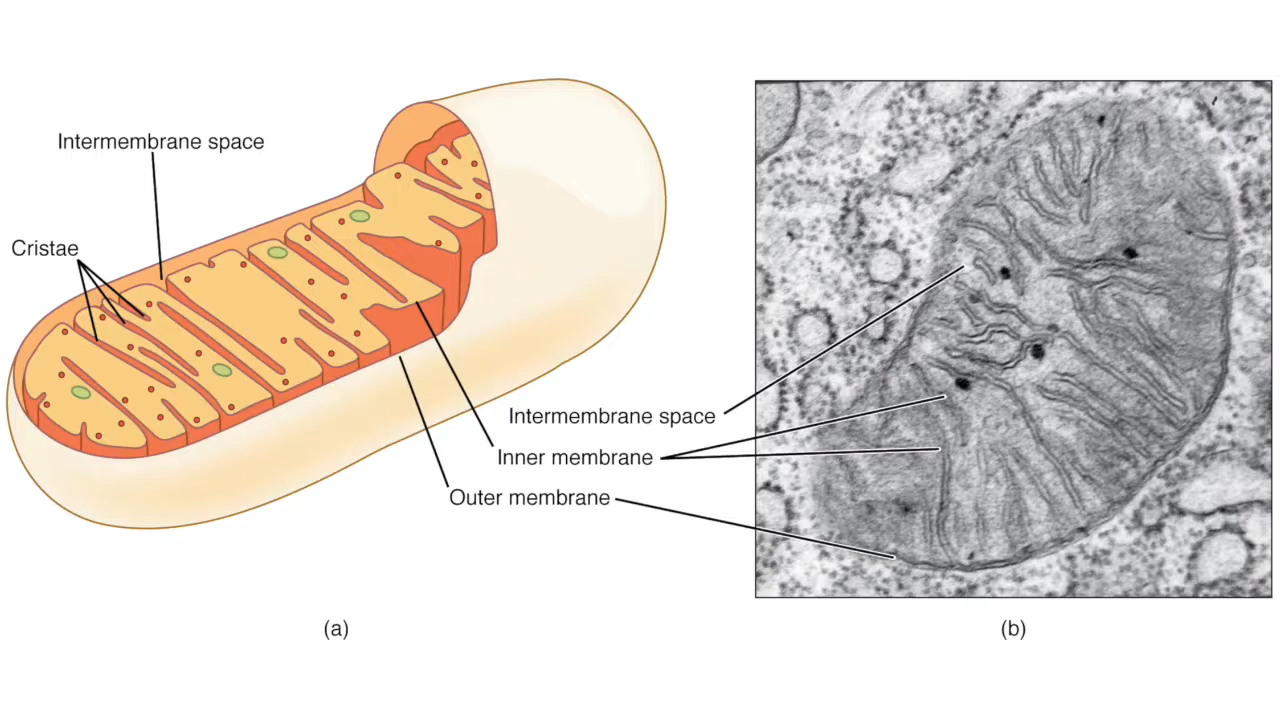 Intermembrane space
Cristae
Intermembrane space
Inner membrane
Outer membrane
(a)
(b)